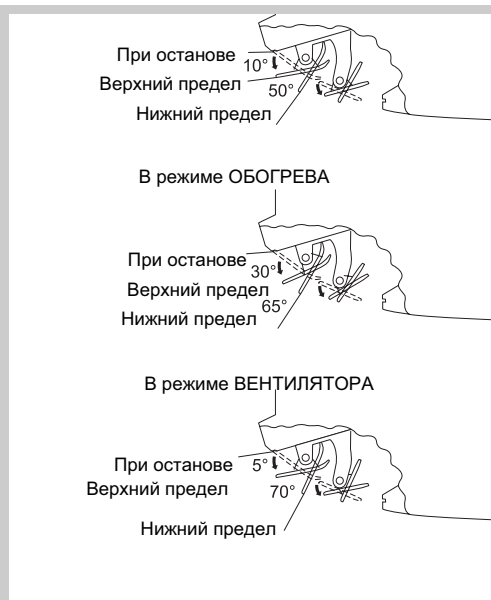 При останове
10°
Верхний предел
50°
Нижний предел
В режиме ОБОГРЕВА
При останове
30°
Верхний предел
65°
Нижний предел
В режиме ВЕНТИЛЯТОРА
При останове
5°
Верхний предел
70°
Нижний предел